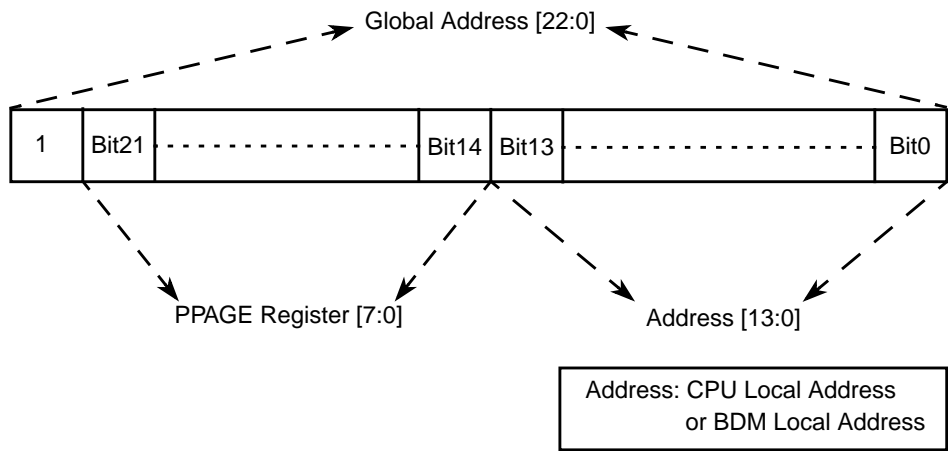 Global Address [22:0]
1 Bit21 Bit14 Bit13 Bit0
PPAGE Register [7:0] Address [13:0]
Address: CPU Local Address
or BDM Local Address